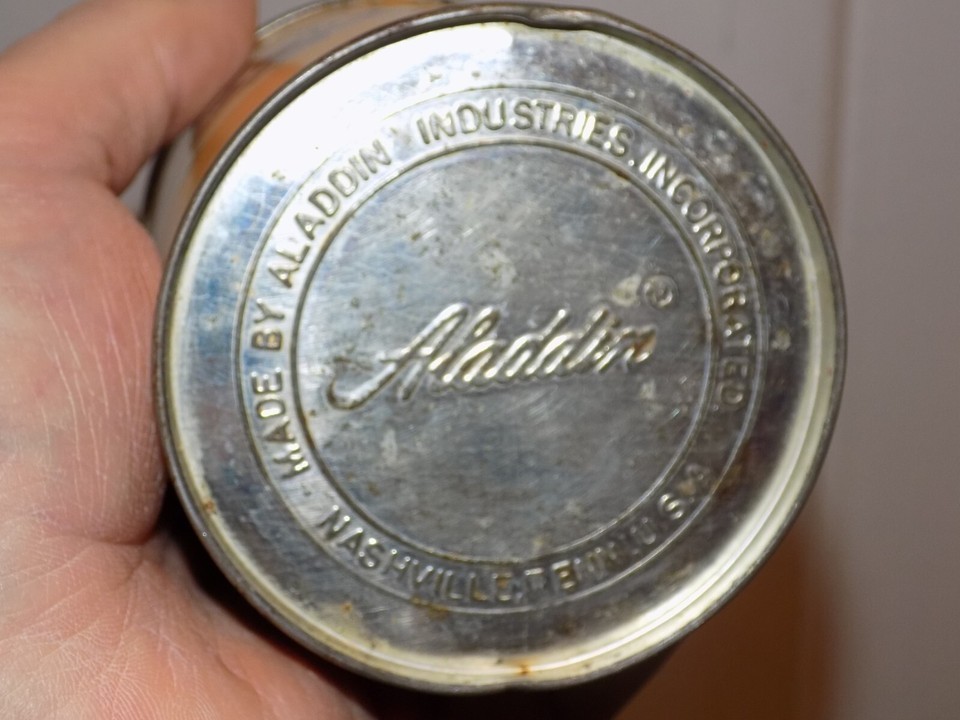 MADE BY ALADDIN INDUSTRIES, INCORPORATED
NASHVILLE, TENN. U.S.A.
Aladdin®